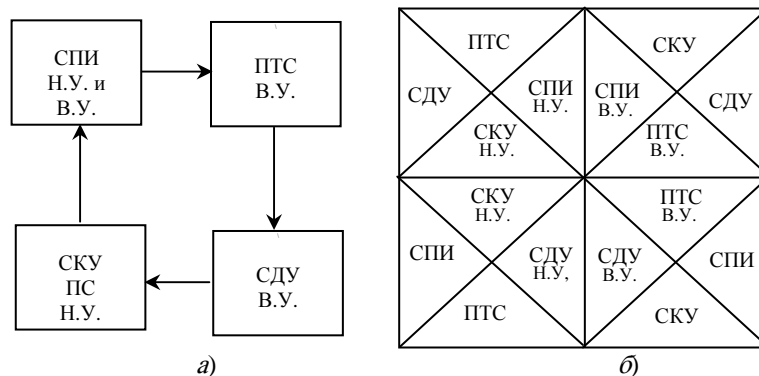 СПИ
Н.У. и
В.У.
ПТС
В.У.
СКУ
ПС
Н.У.
СДУ
В.У.
а)
ПТС
СДУ
СПИ
Н.У.
СКУ
Н.У.
СКУ
СПИ
В.У.
СДУ
ПТС
В.У.
СКУ
Н.У.
СПИ
СДУ
Н.У,
ПТС
ПТС
В.У.
СДУ
В.У.
СПИ
СКУ
б)